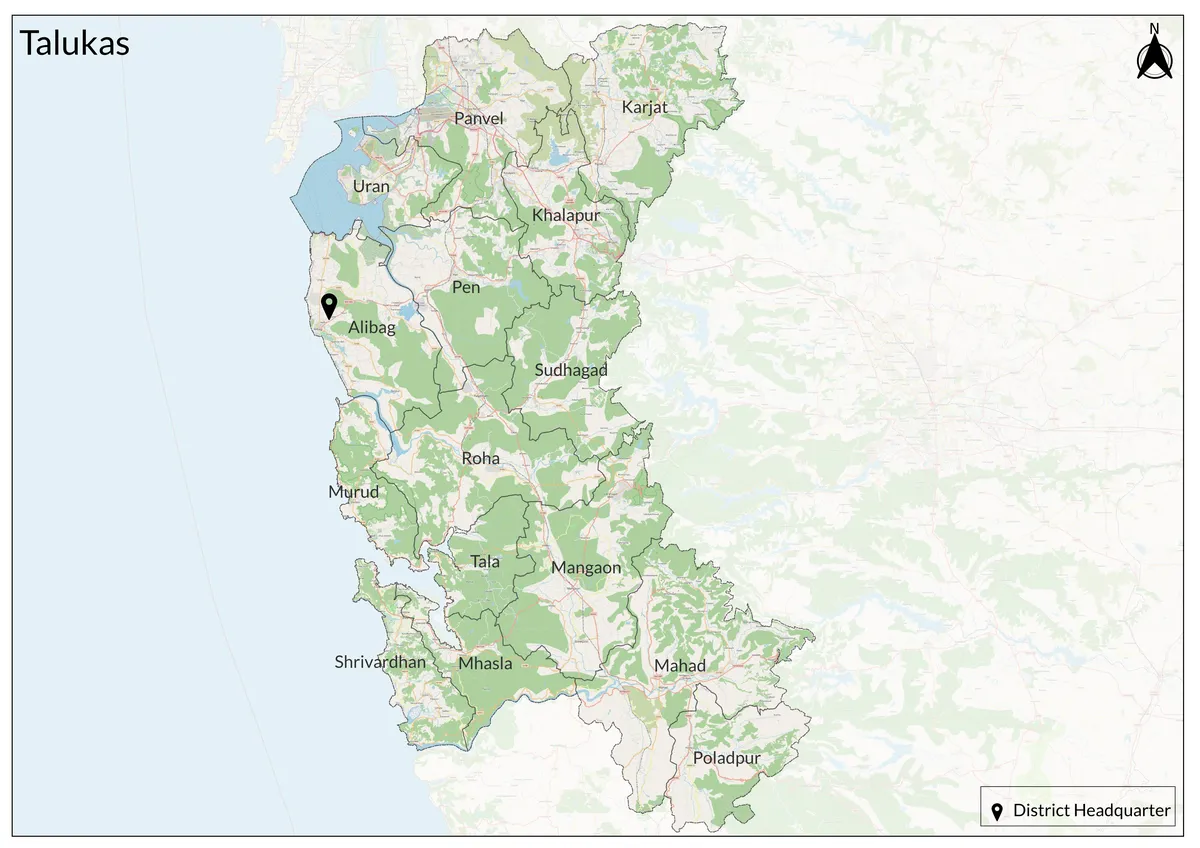 Talukas
N
Karjat
Panvel
Uran
Khalapur
Pen
Alibag
Sudhagad
Roha
Murud
Tala
Mangaon
Shrivardhan
Mhasla
Mahad
Poladpur
District Headquarter